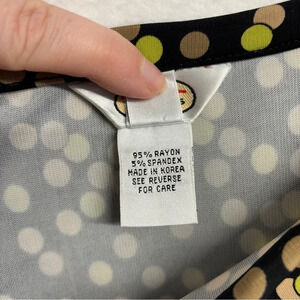 95% RAYON
5% SPANDEX
MADE IN KOREA
SEE REVERSE
FOR CARE